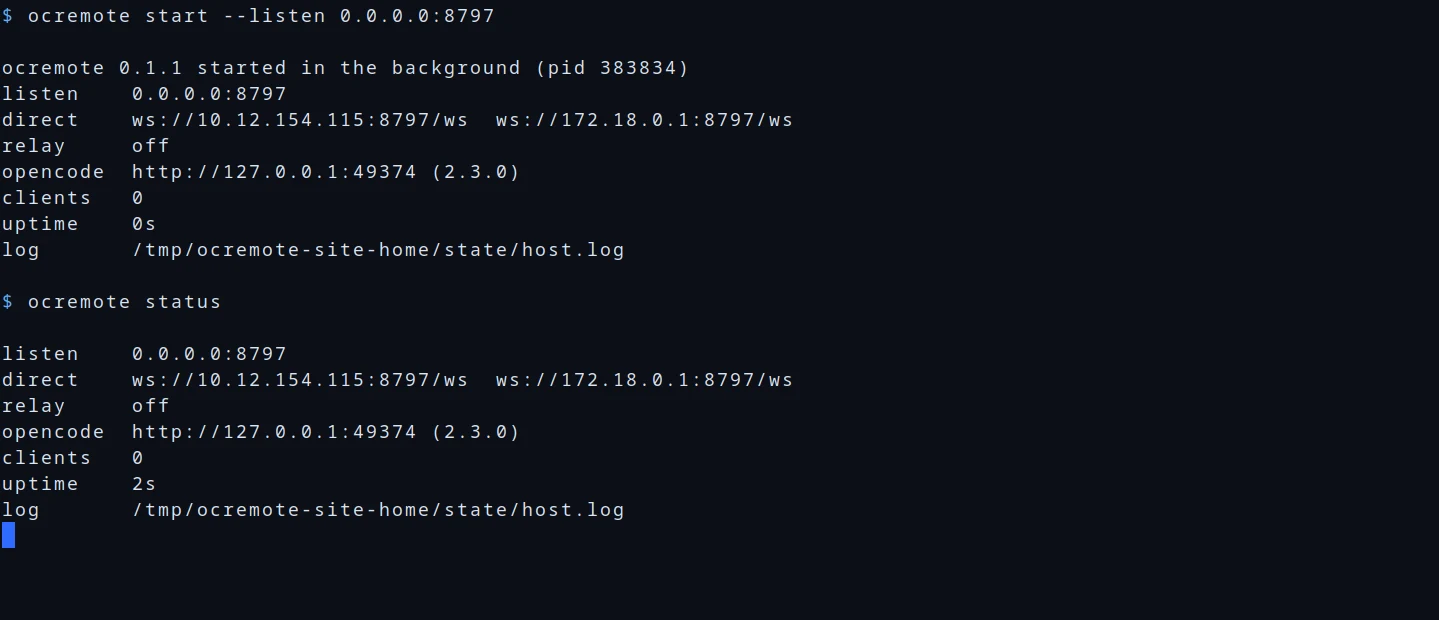 $ ocremote start --listen 0.0.0.0:8797
ocremote 0.1.1 started in the background (pid 383834)
listen    0.0.0.0:8797
direct    ws://10.12.154.115:8797/ws  ws://172.18.0.1:8797/ws
relay     off
opencode  http://127.0.0.1:49374 (2.3.0)
clients   0
uptime    0s
log       /tmp/ocremote-site-home/state/host.log
$ ocremote status
listen    0.0.0.0:8797
direct    ws://10.12.154.115:8797/ws  ws://172.18.0.1:8797/ws
relay     off
opencode  http://127.0.0.1:49374 (2.3.0)
clients   0
uptime    2s
log       /tmp/ocremote-site-home/state/host.log